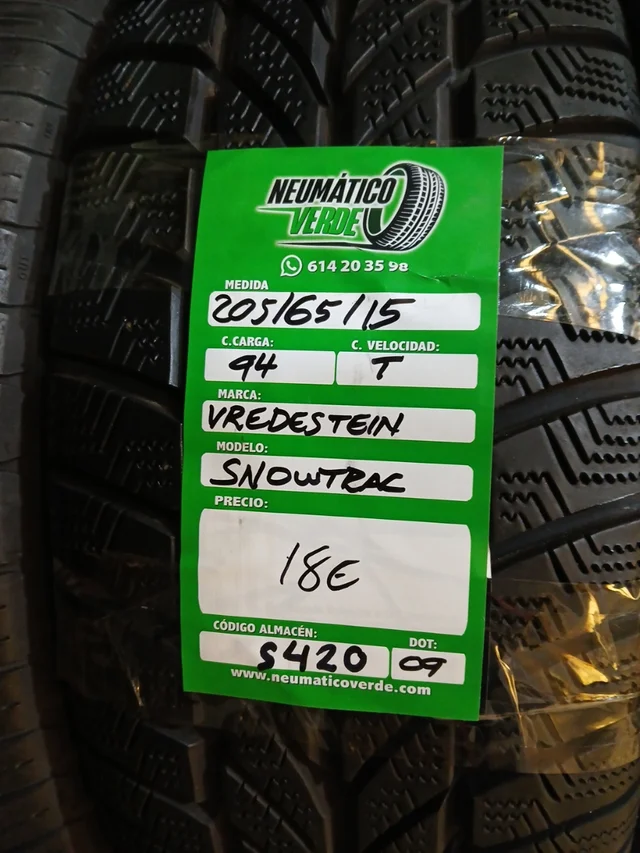 NEUMÁTICO
VERDE
614 20 35 98
MEDIDA
205/65/15
C.CARGA: C. VELOCIDAD:
94 T
MARCA:
VREDESTEIN
MODELO:
SNOWTRAC
PRECIO:
18€
CÓDIGO ALMACÉN: DOT:
S420 09
www.neumaticoverde.com